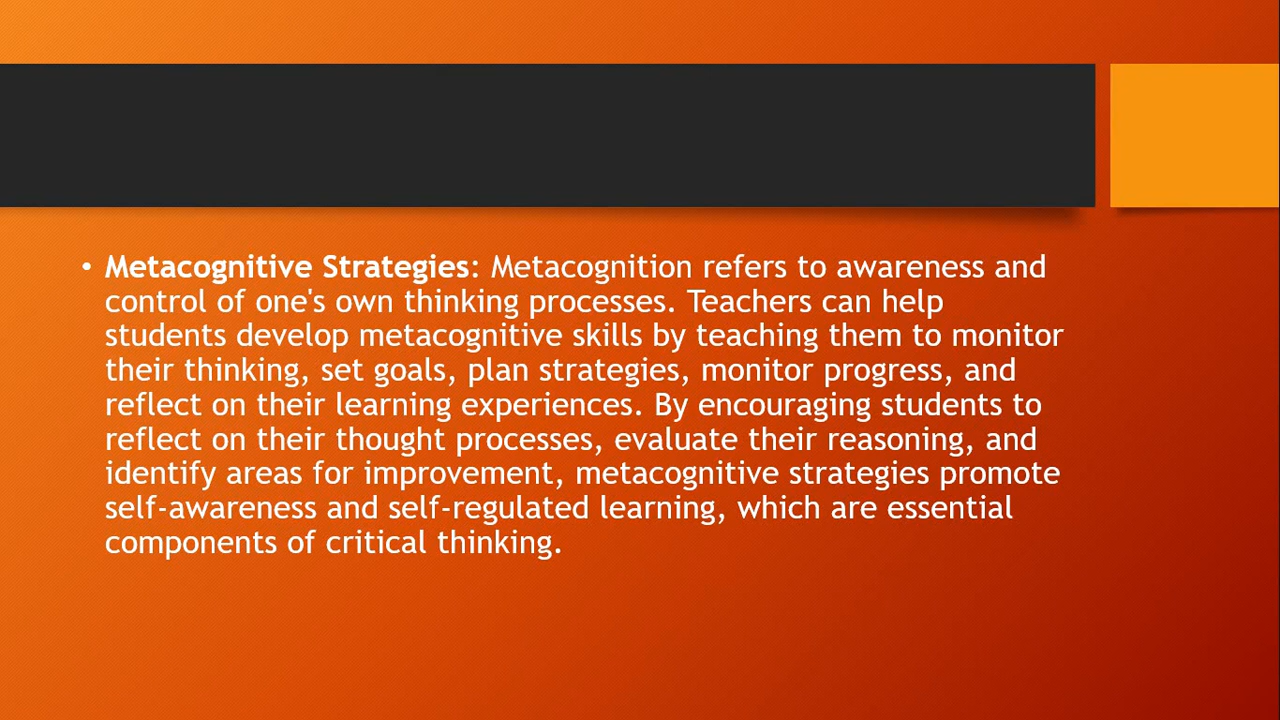 • Metacognitive Strategies: Metacognition refers to awareness and
control of one's own thinking processes. Teachers can help
students develop metacognitive skills by teaching them to monitor
their thinking, set goals, plan strategies, monitor progress, and
reflect on their learning experiences. By encouraging students to
reflect on their thought processes, evaluate their reasoning, and
identify areas for improvement, metacognitive strategies promote
self-awareness and self-regulated learning, which are essential
components of critical thinking.